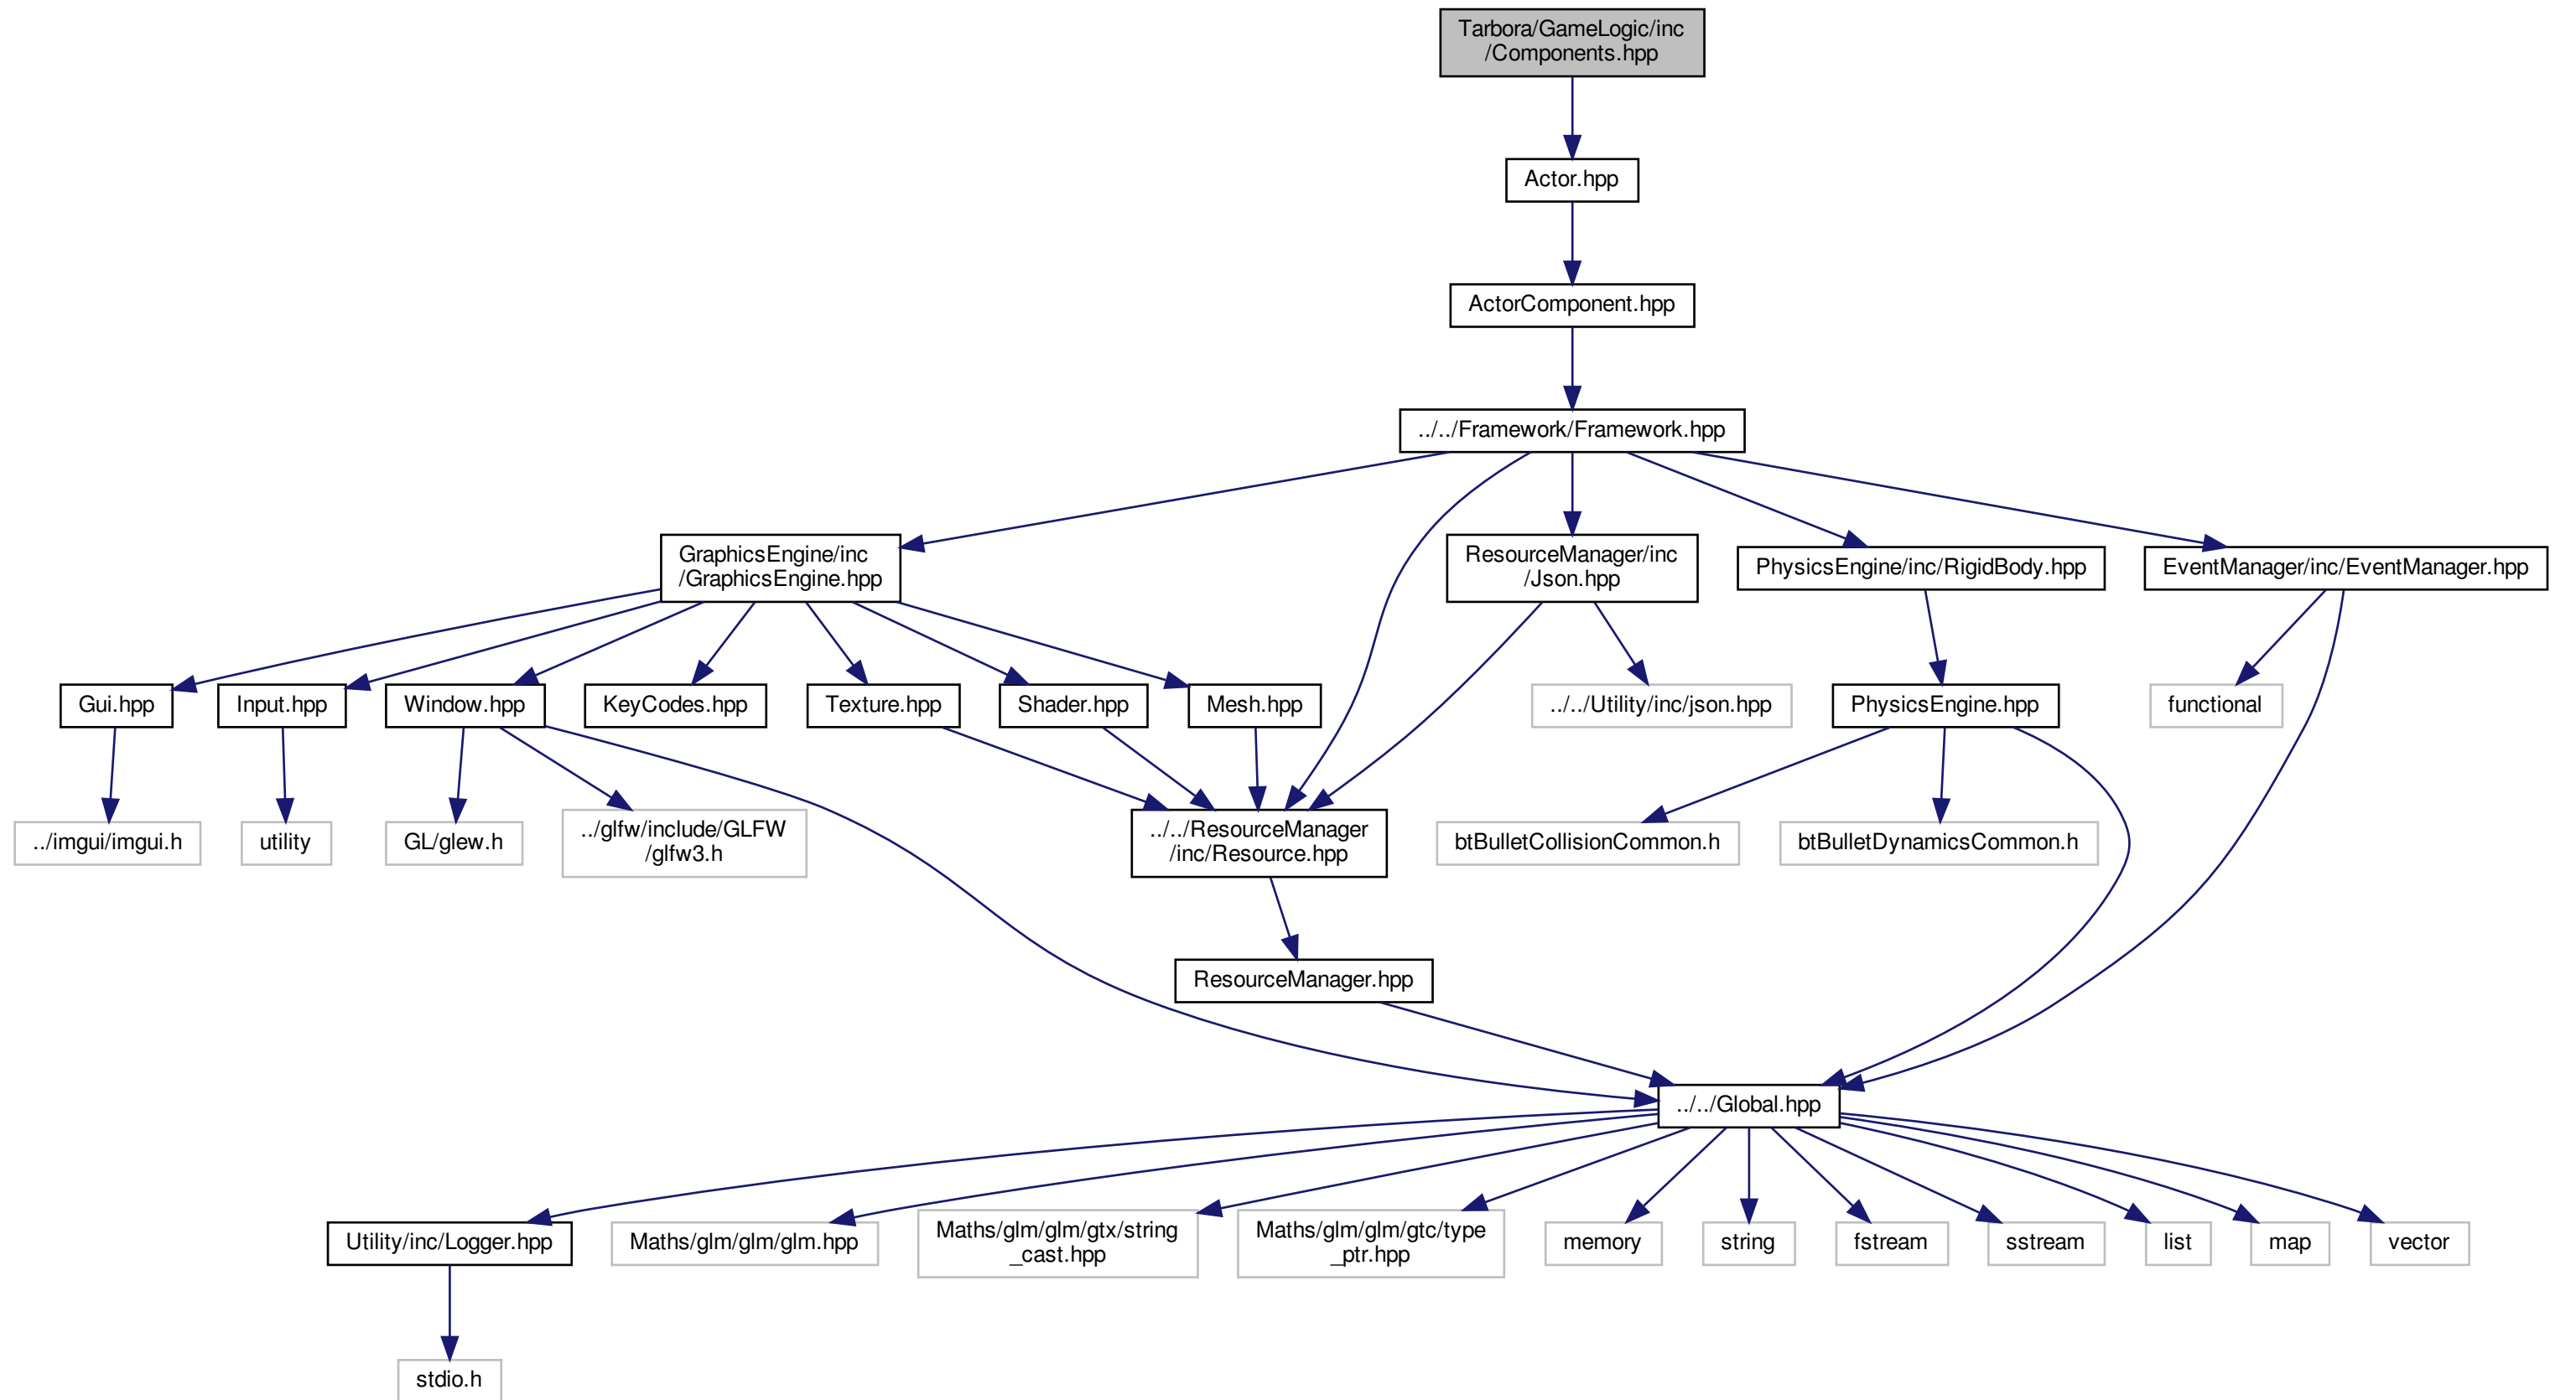 Tarbora/GameLogic/inc
/Components.hpp
Actor.hpp
ActorComponent.hpp
../../Framework/Framework.hpp
GraphicsEngine/inc
/GraphicsEngine.hpp
ResourceManager/inc
/Json.hpp
PhysicsEngine/inc/RigidBody.hpp
EventManager/inc/EventManager.hpp
Gui.hpp
Input.hpp
Window.hpp
KeyCodes.hpp
Texture.hpp
Shader.hpp
Mesh.hpp
../../Utility/inc/json.hpp
PhysicsEngine.hpp
functional
../imgui/imgui.h
utility
GL/glew.h
../glfw/include/GLFW
/glfw3.h
../../ResourceManager
/inc/Resource.hpp
btBulletCollisionCommon.h
btBulletDynamicsCommon.h
ResourceManager.hpp
../../Global.hpp
Utility/inc/Logger.hpp
Maths/glm/glm/glm.hpp
Maths/glm/glm/gtx/string
_cast.hpp
Maths/glm/glm/gtc/type
_ptr.hpp
memory
string
fstream
sstream
list
map
vector
stdio.h